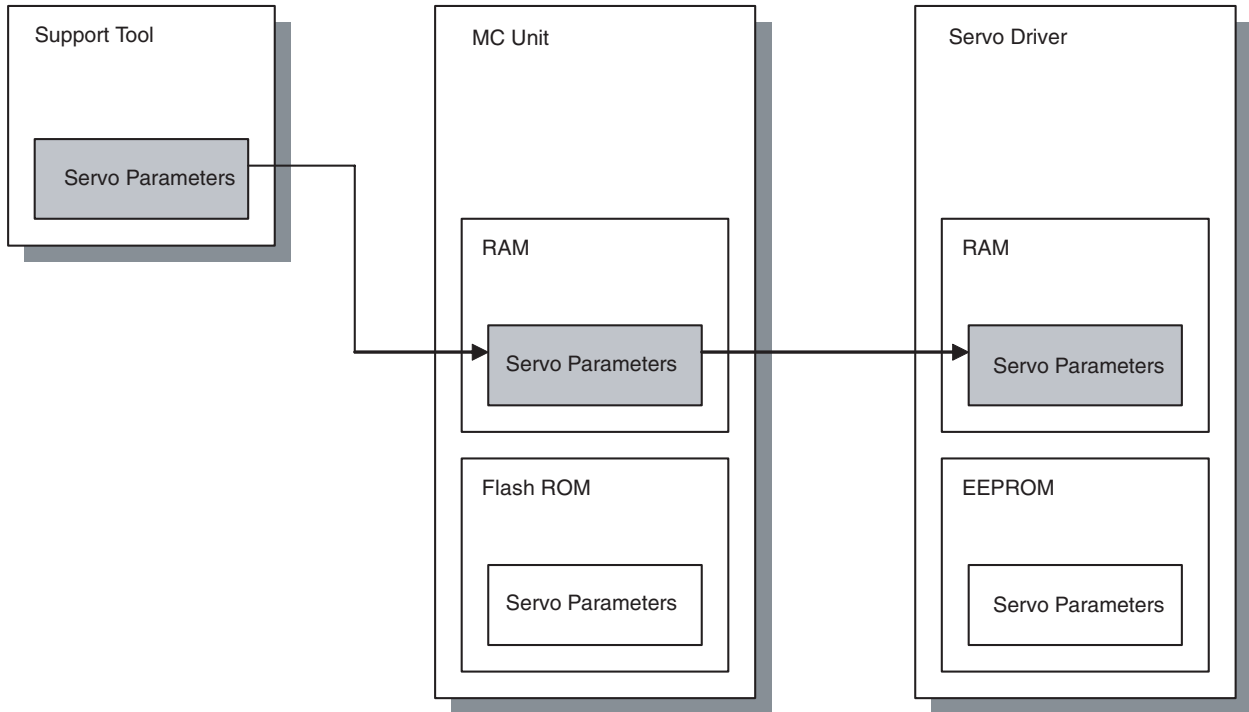 Support Tool
Servo Parameters
MC Unit
RAM
Servo Parameters
Flash ROM
Servo Parameters
Servo Driver
RAM
Servo Parameters
EEPROM
Servo Parameters